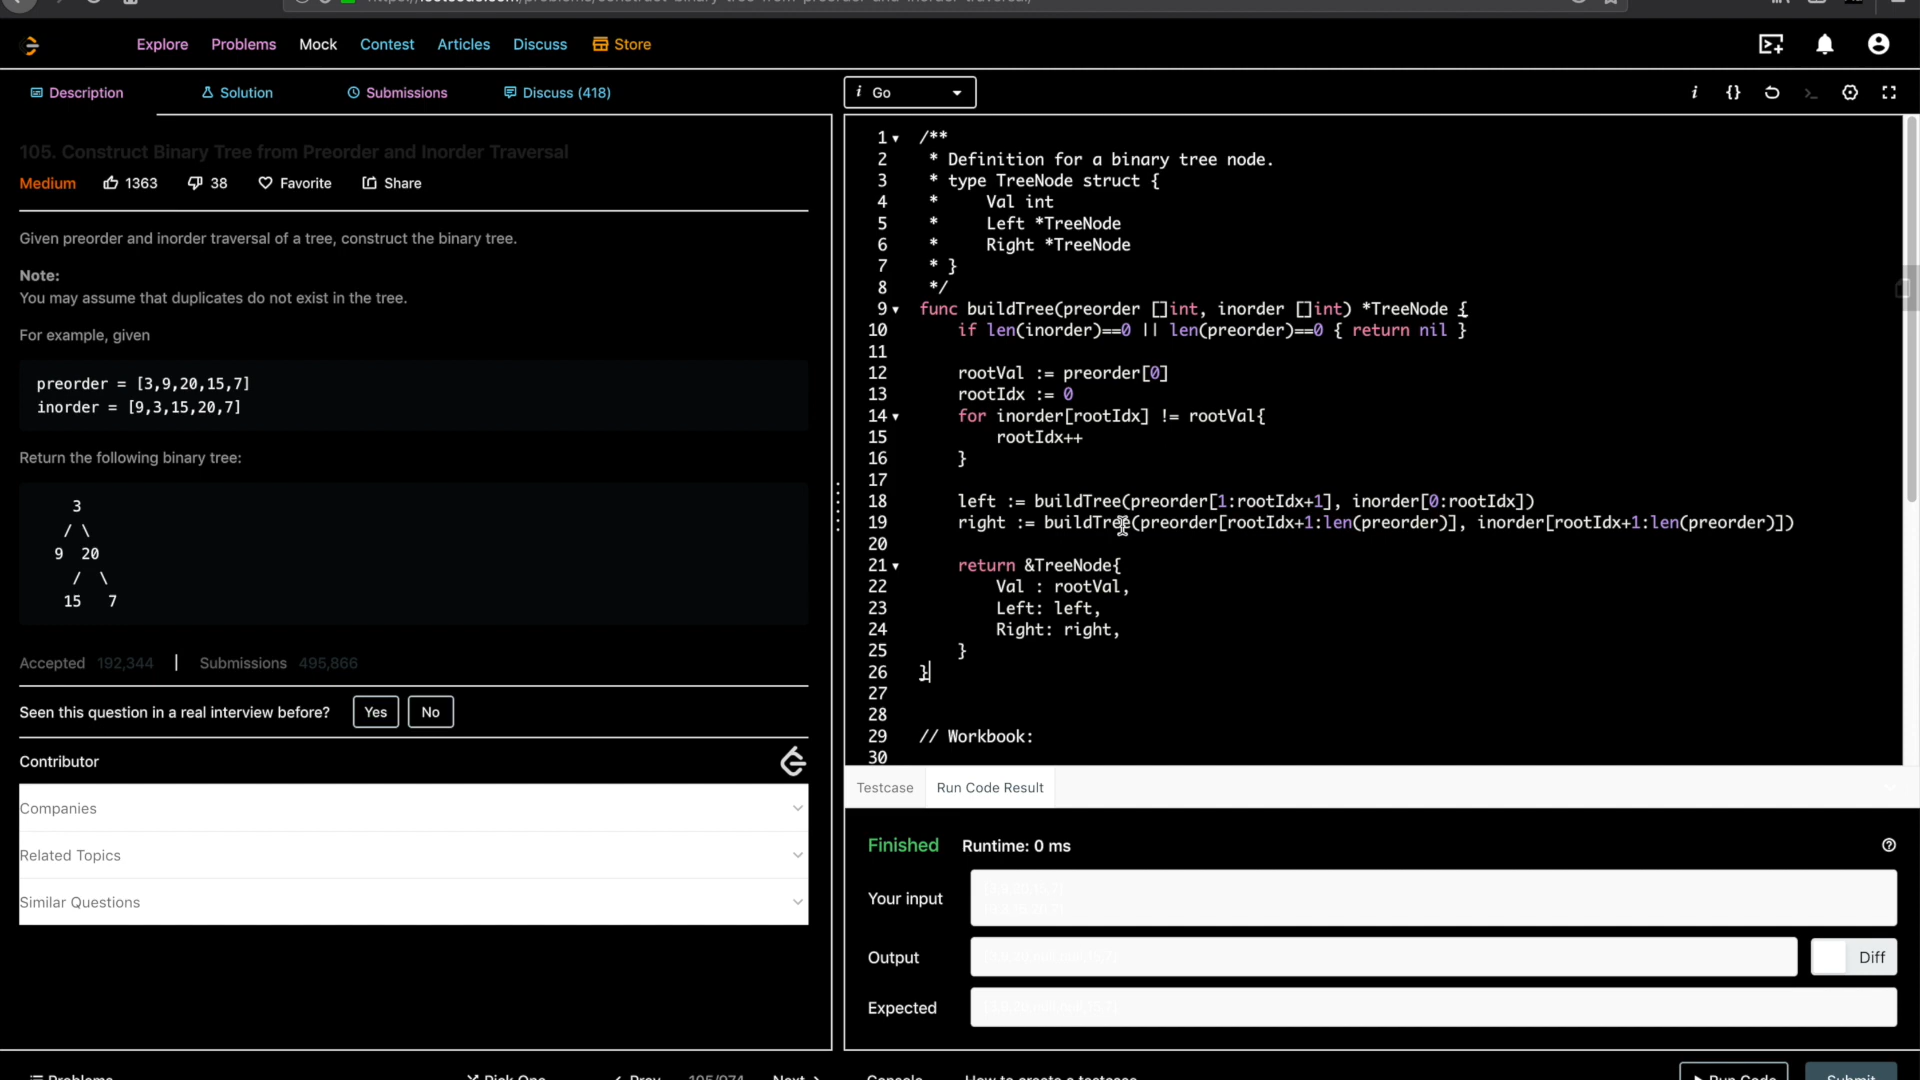 Explore Problems Mock Contest Articles Discuss Store
Description Solution Submissions Discuss (418)
105. Construct Binary Tree from Preorder and Inorder Traversal
Medium 1363 38 Favorite Share
Given preorder and inorder traversal of a tree, construct the binary tree.
Note:
You may assume that duplicates do not exist in the tree.
For example, given
preorder = [3,9,20,15,7]
inorder = [9,3,15,20,7]
Return the following binary tree:
3
/ \
9 20
/ \
15 7
Accepted 192,344 | Submissions 495,866
Seen this question in a real interview before? Yes No
Contributor
Companies
Related Topics
Similar Questions
i Go
i {}
1 /**
2 * Definition for a binary tree node.
3 * type TreeNode struct {
4 * Val int
5 * Left *TreeNode
6 * Right *TreeNode
7 * }
8 */
9 func buildTree(preorder []int, inorder []int) *TreeNode {
10 if len(inorder)==0 || len(preorder)==0 { return nil }
11
12 rootVal := preorder[0]
13 rootIdx := 0
14 for inorder[rootIdx] != rootVal{
15 rootIdx++
16 }
17
18 left := buildTree(preorder[1:rootIdx+1], inorder[0:rootIdx])
19 right := buildTree(preorder[rootIdx+1:len(preorder)], inorder[rootIdx+1:len(preorder)])
20
21 return &TreeNode{
22 Val : rootVal,
23 Left: left,
24 Right: right,
25 }
26 }
27
28
29 // Workbook:
30
Testcase Run Code Result
Finished Runtime: 0 ms
Your input
Output
Diff
Expected
Problems Pick One < Prev 105/974 Next >
Console How to create a testcase
Run Code Submit